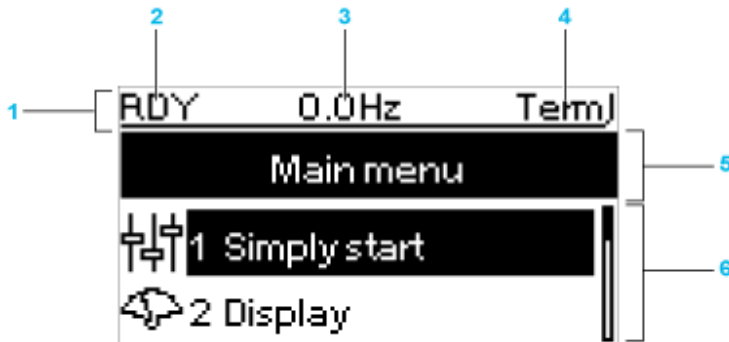 2 3 4
1 RDY 0.0Hz Term
Main menu 5
1 Simply start
6
2 Display